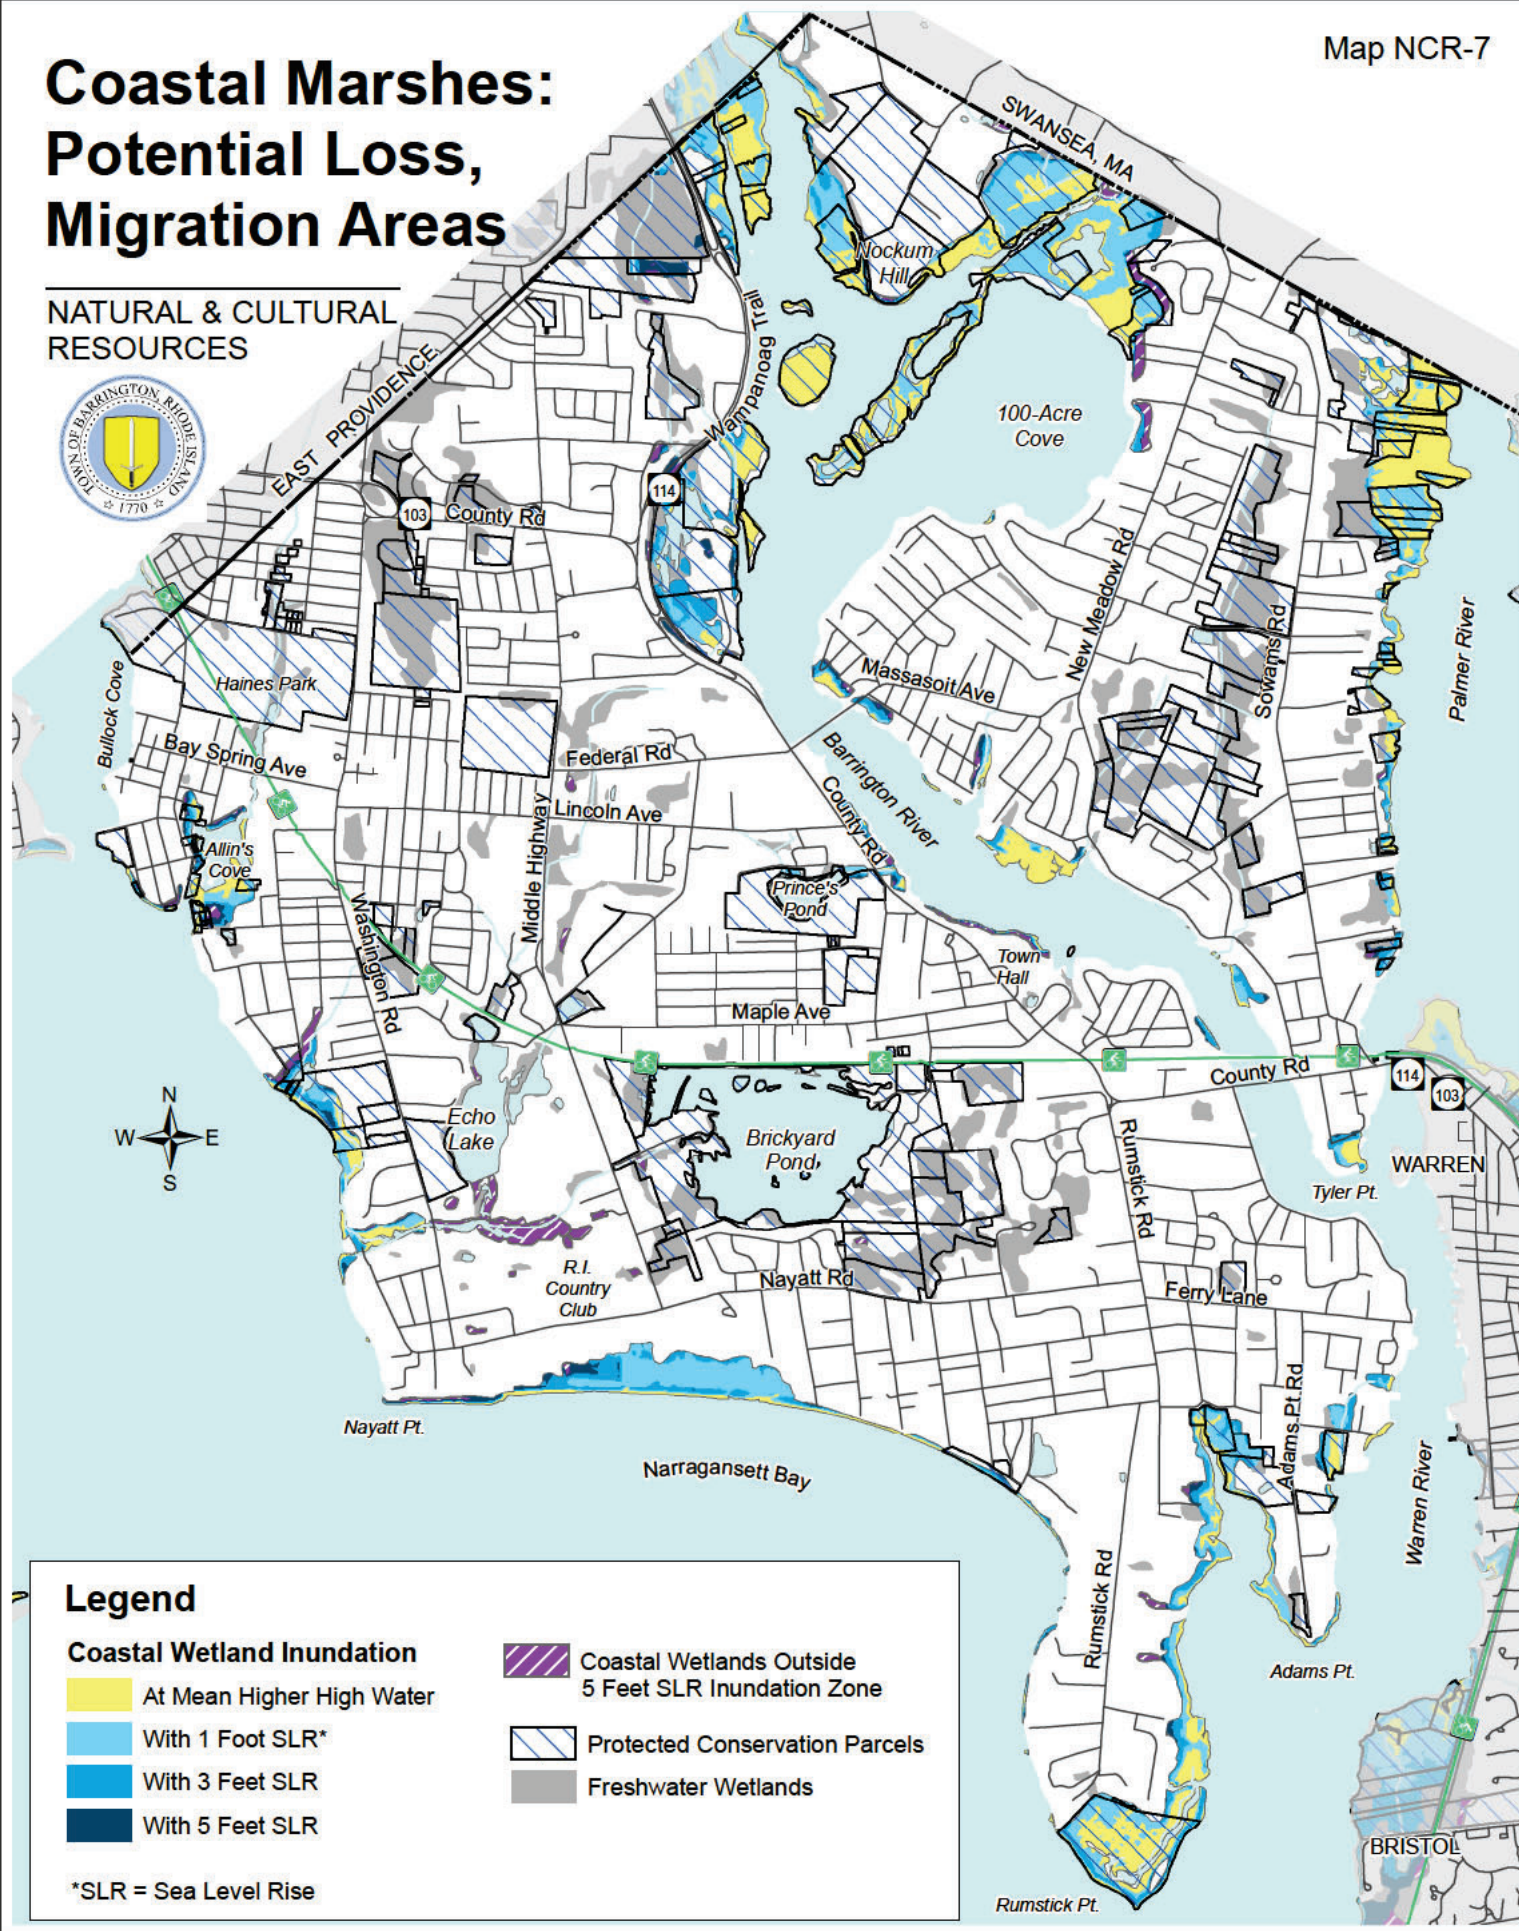 Map NCR-7
Coastal Marshes:
Potential Loss,
Migration Areas
NATURAL & CULTURAL
RESOURCES
TOWN OF BARRINGTON, RHODE ISLAND
1770
SWANSEA, MA
EAST PROVIDENCE
Nockum
Hill
Wampanoag Trail
100-Acre
Cove
114
103
County Rd
New Meadow Rd
Sowams Rd
Palmer River
Massasoit Ave
Haines Park
Bullock Cove
Bay Spring Ave
Federal Rd
Lincoln Ave
Barrington River
County Rd
Middle Highway
Allin's
Cove
Prince's
Pond
Washington Rd
Town
Hall
Maple Ave
County Rd
114
103
N
W
E
S
Echo
Lake
Brickyard
Pond
Rumstick Rd
WARREN
Tyler Pt.
R.I.
Country
Club
Nayatt Rd
Ferry Lane
Adams Pt Rd
Nayatt Pt.
Narragansett Bay
Warren River
Rumstick Rd
Adams Pt.
BRISTOL
Rumstick Pt.
Legend
Coastal Wetland Inundation
At Mean Higher High Water
With 1 Foot SLR*
With 3 Feet SLR
With 5 Feet SLR
*SLR = Sea Level Rise
Coastal Wetlands Outside
5 Feet SLR Inundation Zone
Protected Conservation Parcels
Freshwater Wetlands